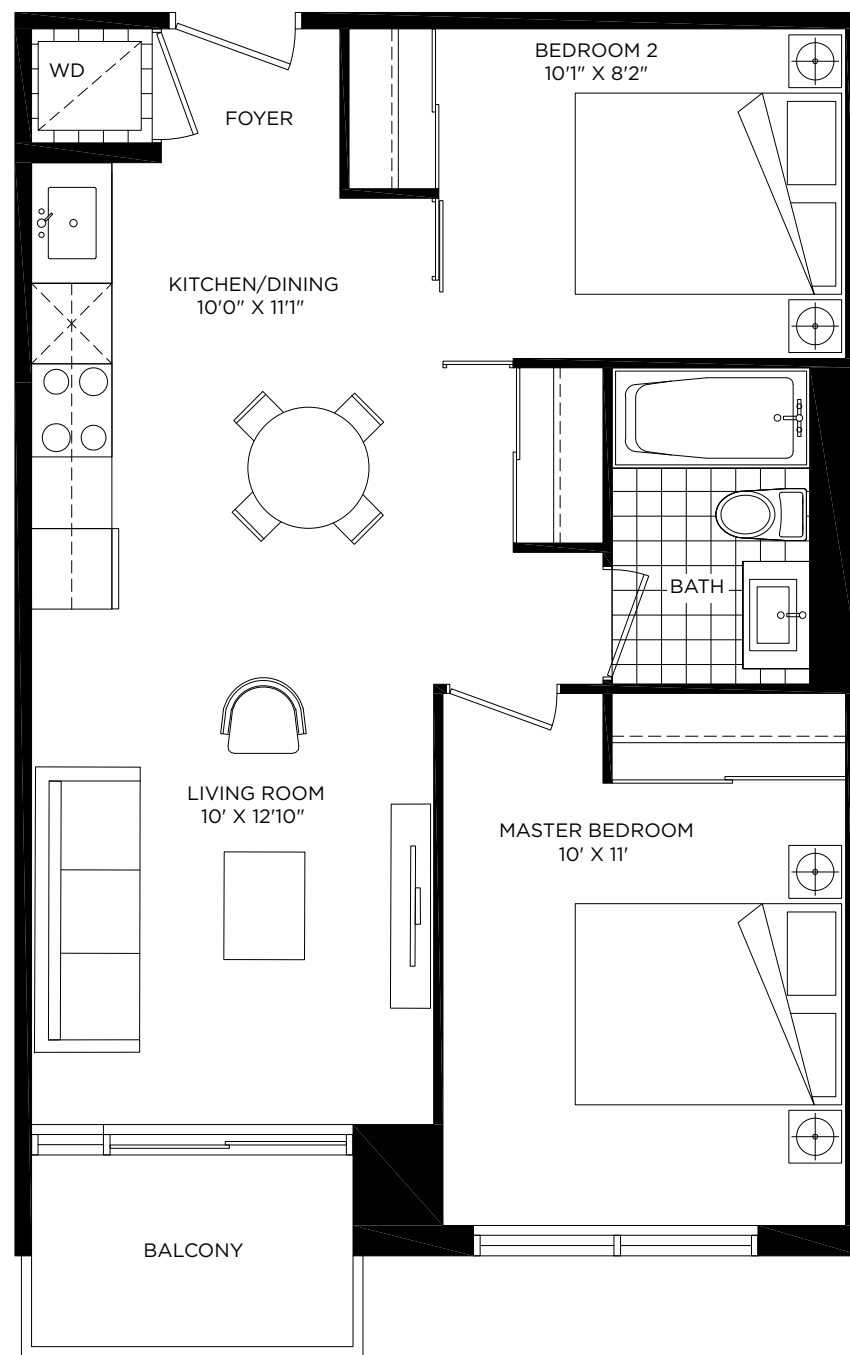 WD
FOYER
BEDROOM 2
10'1" X 8'2"
KITCHEN/DINING
10'0" X 11'1"
BATH
LIVING ROOM
10' X 12'10"
MASTER BEDROOM
10' X 11'
BALCONY